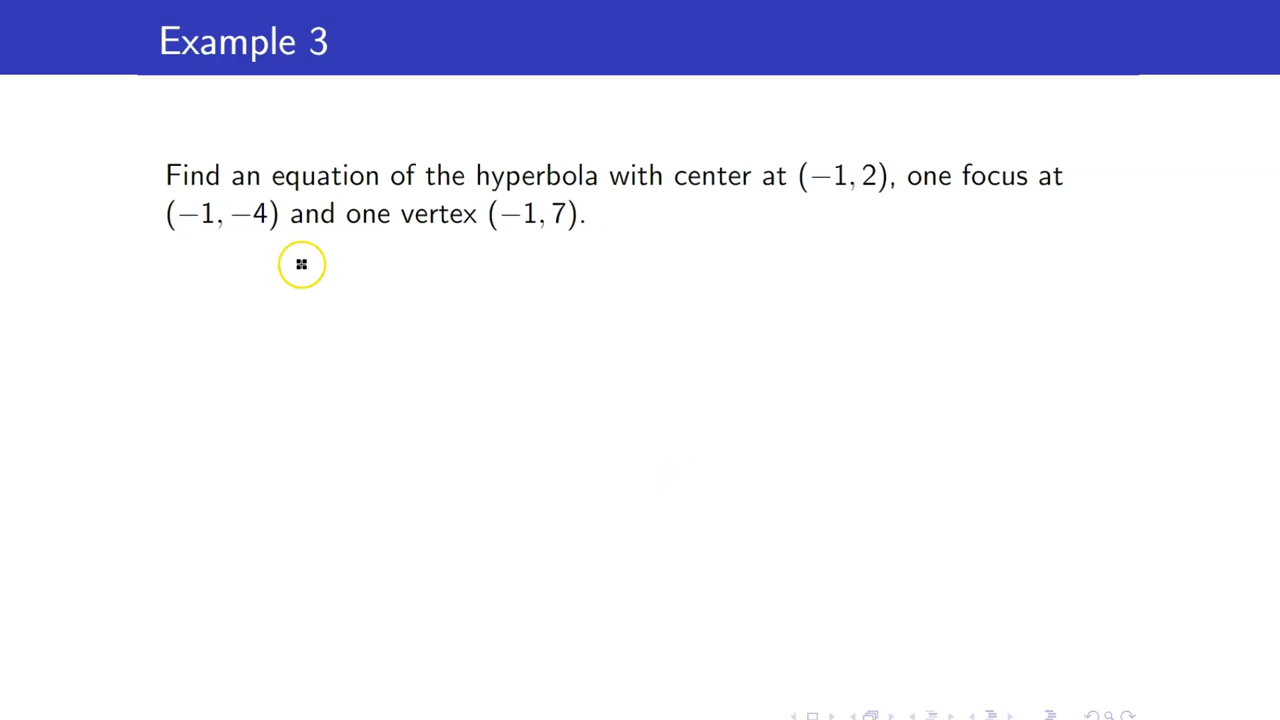 Example 3
Find an equation of the hyperbola with center at (−1, 2), one focus at
(−1, −4) and one vertex (−1, 7).